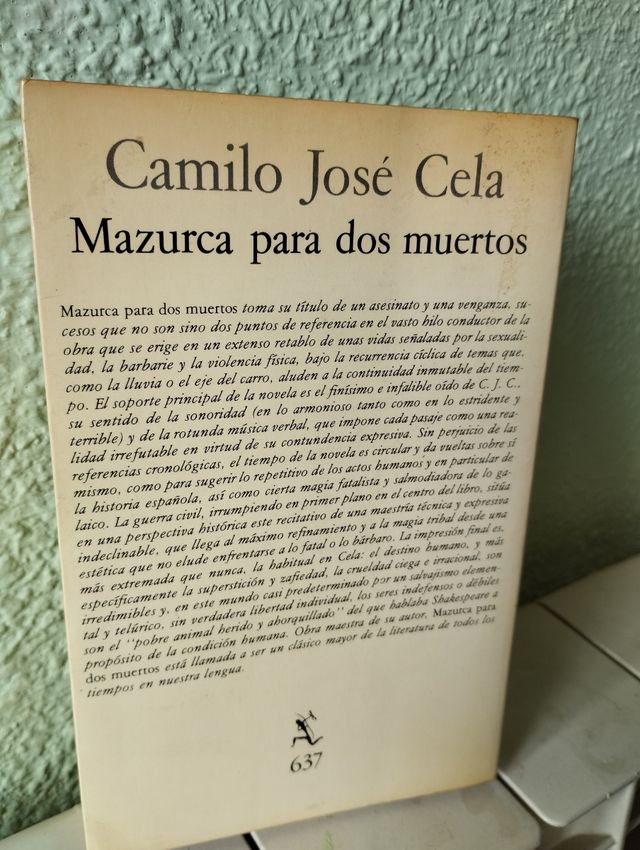 Camilo José Cela
Mazurca para dos muertos
Mazurca para dos muertos toma su título de un asesinato y una venganza, su-
cesos que no son sino dos puntos de referencia en el vasto hilo conductor de la
obra que se erige en un extenso retablo de unas vidas señaladas por la sexuali-
dad, la barbarie y la violencia física, bajo la recurrencia cíclica de temas que,
como la lluvia o el eje del carro, aluden a la continuidad inmutable del tiem-
po. El soporte principal de la novela es el finísimo e infalible oído de C. J. C.,
su sentido de la sonoridad (en lo armonioso tanto como en lo estridente y
terrible) y de la rotunda música verbal, que impone cada pasaje como una rea-
lidad irrefutable en virtud de su contundencia expresiva. Sin perjuicio de las
referencias cronológicas, el tiempo de la novela es circular y da vueltas sobre sí
mismo, como para sugerir lo repetitivo de los actos humanos y en particular de
la historia española, así como cierta magia fatalista y salmodiadora de lo ga-
laico. La guerra civil, irrumpiendo en primer plano en el centro del libro, sitúa
en una perspectiva histórica este recitativo de una maestría técnica y expresiva
indeclinable, que llega al máximo refinamiento y a la magia tribal desde una
estética que no elude enfrentarse a lo fatal o lo bárbaro. La impresión final es,
más extremada que nunca, la habitual en Cela: el destino humano, y más
específicamente la superstición y zafiedad, la crueldad ciega e irracional, son
irredimibles y, en este mundo casi predeterminado por un salvajismo elemen-
tal y telúrico, sin verdadera libertad individual, los seres indefensos o débiles
son el "pobre animal herido y ahorquillado" del que hablaba Shakespeare a
propósito de la condición humana. Obra maestra de su autor, Mazurca para
dos muertos está llamada a ser un clásico mayor de la literatura de todos los
tiempos en nuestra lengua.
637